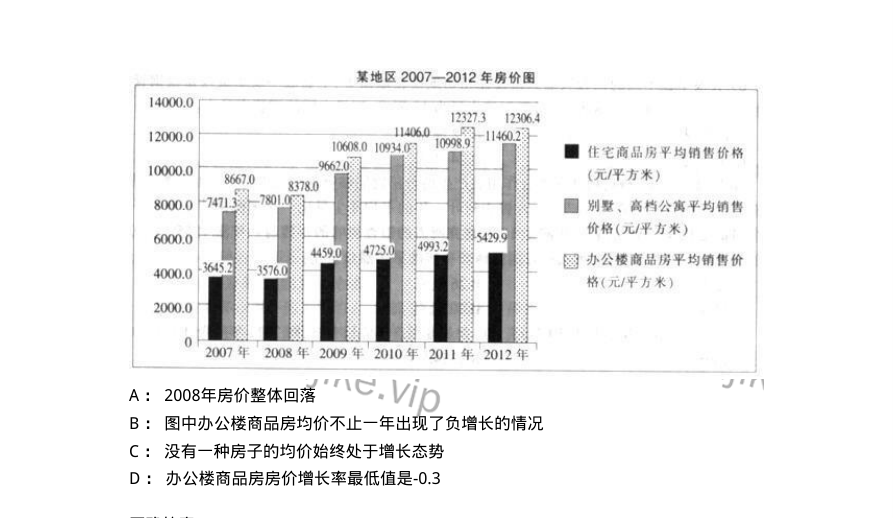 某地区 2007—2012 年房价图
14000.0
12000.0
10000.0
8000.0
6000.0
4000.0
2000.0
0
3645.2 7471.3 8667.0
3576.0 7801.0 8378.0
4459.0 9662.0 10608.0
4725.0 10934.0 11406.0
4993.2 10998.9 12327.3
5429.9 11460.2 12306.4
2007 年 2008 年 2009 年 2010 年 2011 年 2012 年
住宅商品房平均销售价格
(元/平方米)
别墅、高档公寓平均销售
价格(元/平方米)
办公楼商品房平均销售价
格(元/平方米)
A： 2008年房价整体回落
B： 图中办公楼商品房均价不止一年出现了负增长的情况
C： 没有一种房子的均价始终处于增长态势
D： 办公楼商品房房价增长率最低值是-0.3